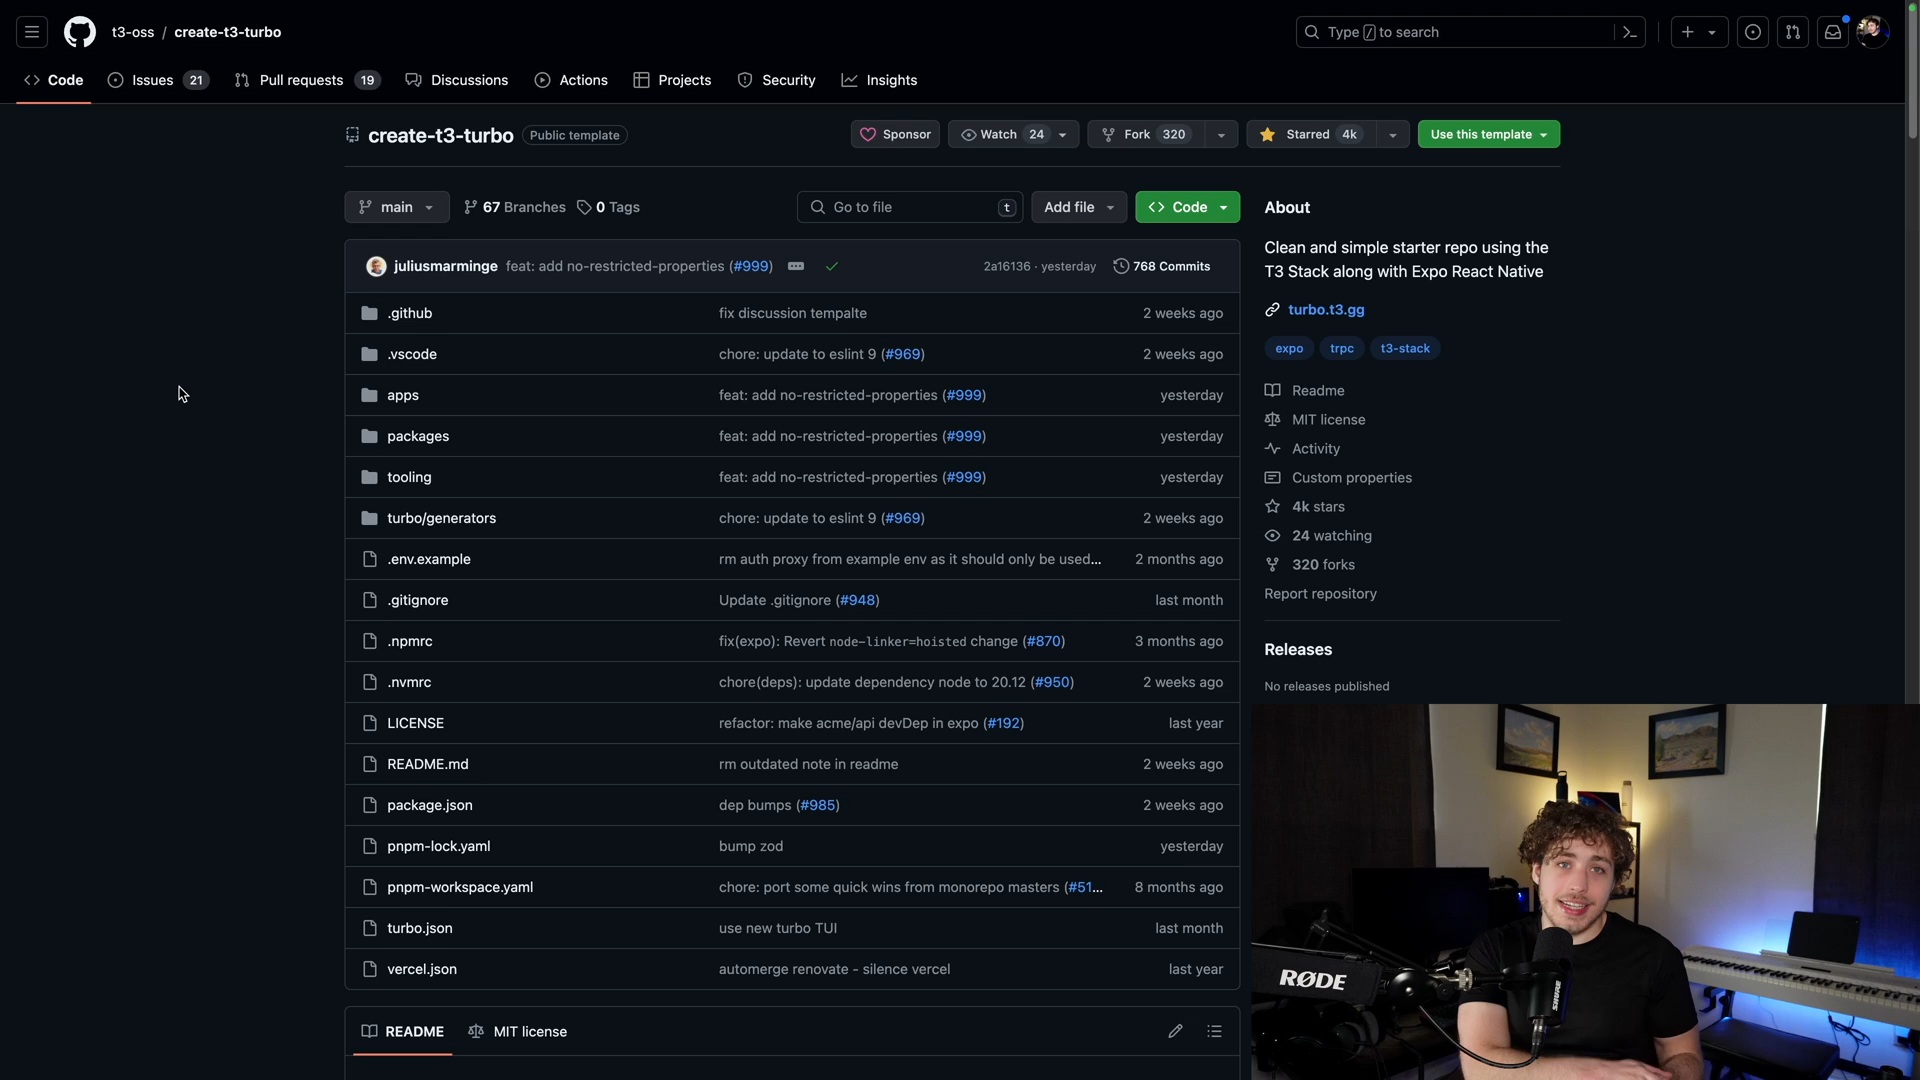 t3-oss / create-t3-turbo
Type / to search
Code
Issues 21
Pull requests 19
Discussions
Actions
Projects
Security
Insights
create-t3-turbo Public template
Sponsor
Watch 24
Fork 320
Starred 4k
Use this template
main
67 Branches
0 Tags
Go to file t
Add file
Code
juliusmarminge feat: add no-restricted-properties (#999) 2a16136 · yesterday 768 Commits
.github fix discussion tempalte 2 weeks ago
.vscode chore: update to eslint 9 (#969) 2 weeks ago
apps feat: add no-restricted-properties (#999) yesterday
packages feat: add no-restricted-properties (#999) yesterday
tooling feat: add no-restricted-properties (#999) yesterday
turbo/generators chore: update to eslint 9 (#969) 2 weeks ago
.env.example rm auth proxy from example env as it should only be used... 2 months ago
.gitignore Update .gitignore (#948) last month
.npmrc fix(expo): Revert node-linker=hoisted change (#870) 3 months ago
.nvmrc chore(deps): update dependency node to 20.12 (#950) 2 weeks ago
LICENSE refactor: make acme/api devDep in expo (#192) last year
README.md rm outdated note in readme 2 weeks ago
package.json dep bumps (#985) 2 weeks ago
pnpm-lock.yaml bump zod yesterday
pnpm-workspace.yaml chore: port some quick wins from monorepo masters (#51... 8 months ago
turbo.json use new turbo TUI last month
vercel.json automerge renovate - silence vercel last year
README
MIT license
About
Clean and simple starter repo using the
T3 Stack along with Expo React Native
turbo.t3.gg
expo trpc t3-stack
Readme
MIT license
Activity
Custom properties
4k stars
24 watching
320 forks
Report repository
Releases
No releases published
RØDE
SHURE